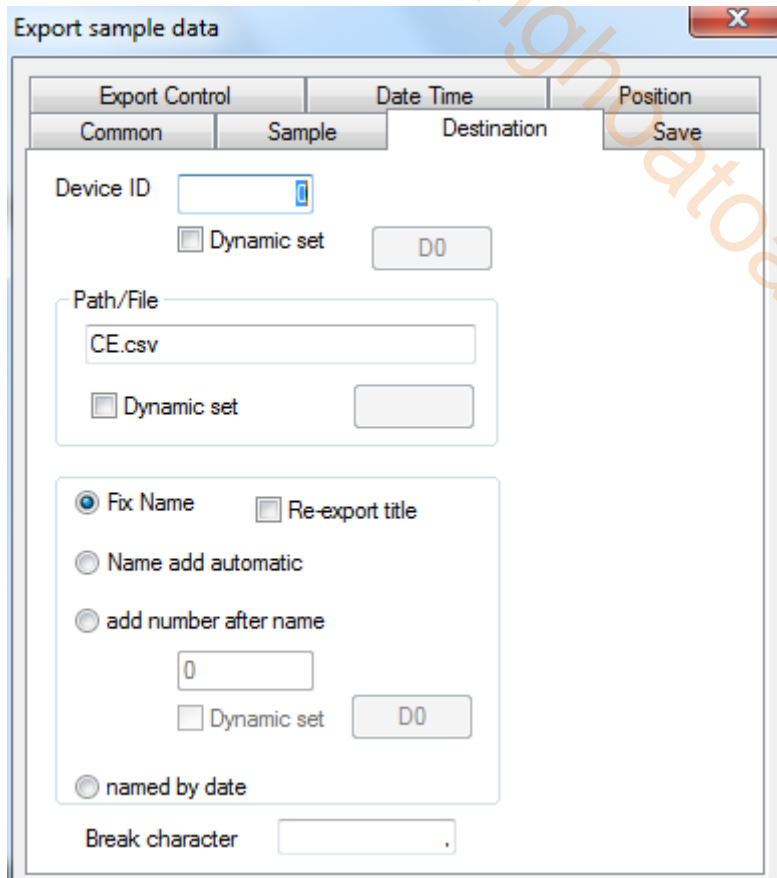 Export sample data
Export Control Date Time Position
Common Sample Destination Save
Device ID 0
Dynamic set D0
Path/File
CE.csv
Dynamic set
Fix Name Re-export title
Name add automatic
add number after name
0
Dynamic set D0
named by date
Break character ,